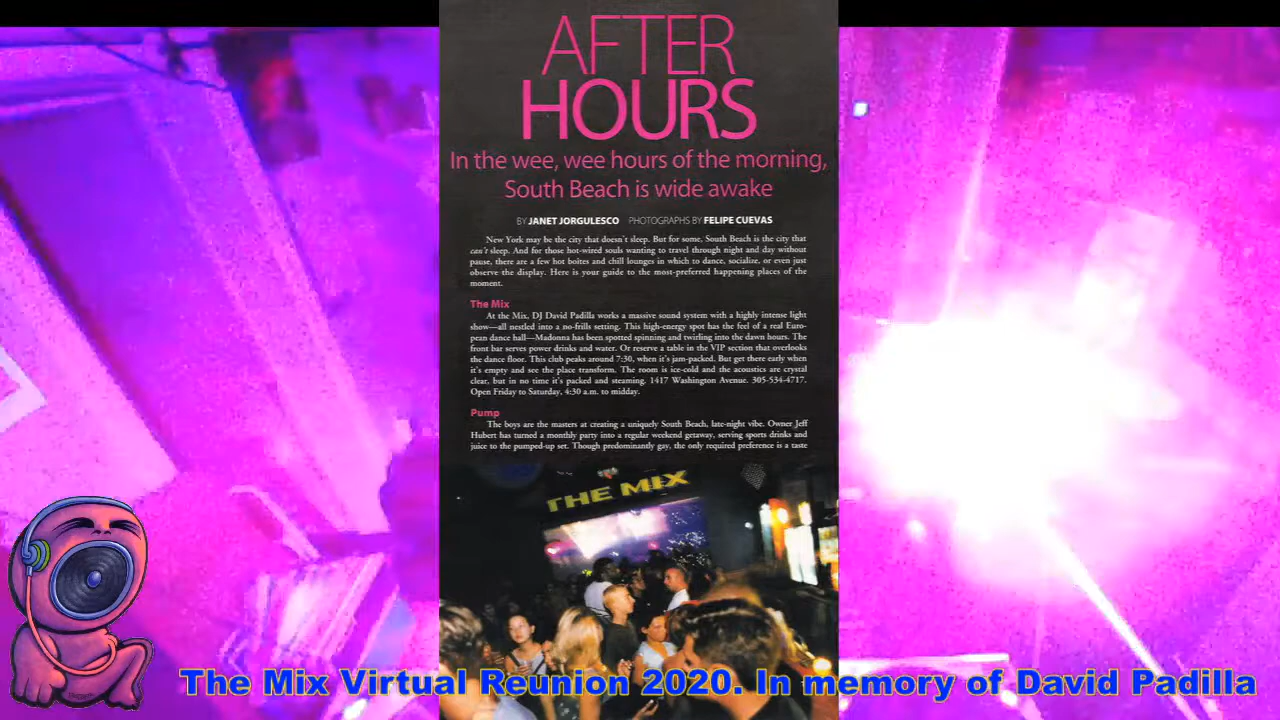 AFTER
HOURS
In the wee, wee hours of the morning,
South Beach is wide awake
BY JANET JORGULESCO PHOTOGRAPHS BY FELIPE CUEVAS
New York may be the city that doesn't sleep. But for some, South Beach is the city that
can't sleep. And for those hot-wired souls wanting to travel through night and day without
pause, there are a few hot boîtes and chill lounges in which to dance, socialize, or even just
observe the display. Here is your guide to the most-preferred happening places of the
moment.
The Mix
At the Mix, DJ David Padilla works a massive sound system with a highly intense light
show—all nestled into a no-frills setting. This high-energy spot has the feel of a real Euro-
pean dance hall—Madonna has been spotted spinning and twirling into the dawn hours. The
front bar serves power drinks and water. Or reserve a table in the VIP section that overlooks
the dance floor. This club peaks around 7:30, when it's jam-packed. But get there early when
it's empty and see the place transform. The room is ice-cold and the acoustics are crystal
clear, but in no time it's packed and steaming. 1417 Washington Avenue. 305-534-4717.
Open Friday to Saturday, 4:30 a.m. to midday.
Pump
The boys are the masters at creating a uniquely South Beach, late-night vibe. Owner Jeff
Hubert has turned a monthly party into a regular weekend getaway, serving sports drinks and
juice to the pumped-up set. Though predominantly gay, the only required preference is a taste
THE MIX
The Mix Virtual Reunion 2020. In memory of David Padilla